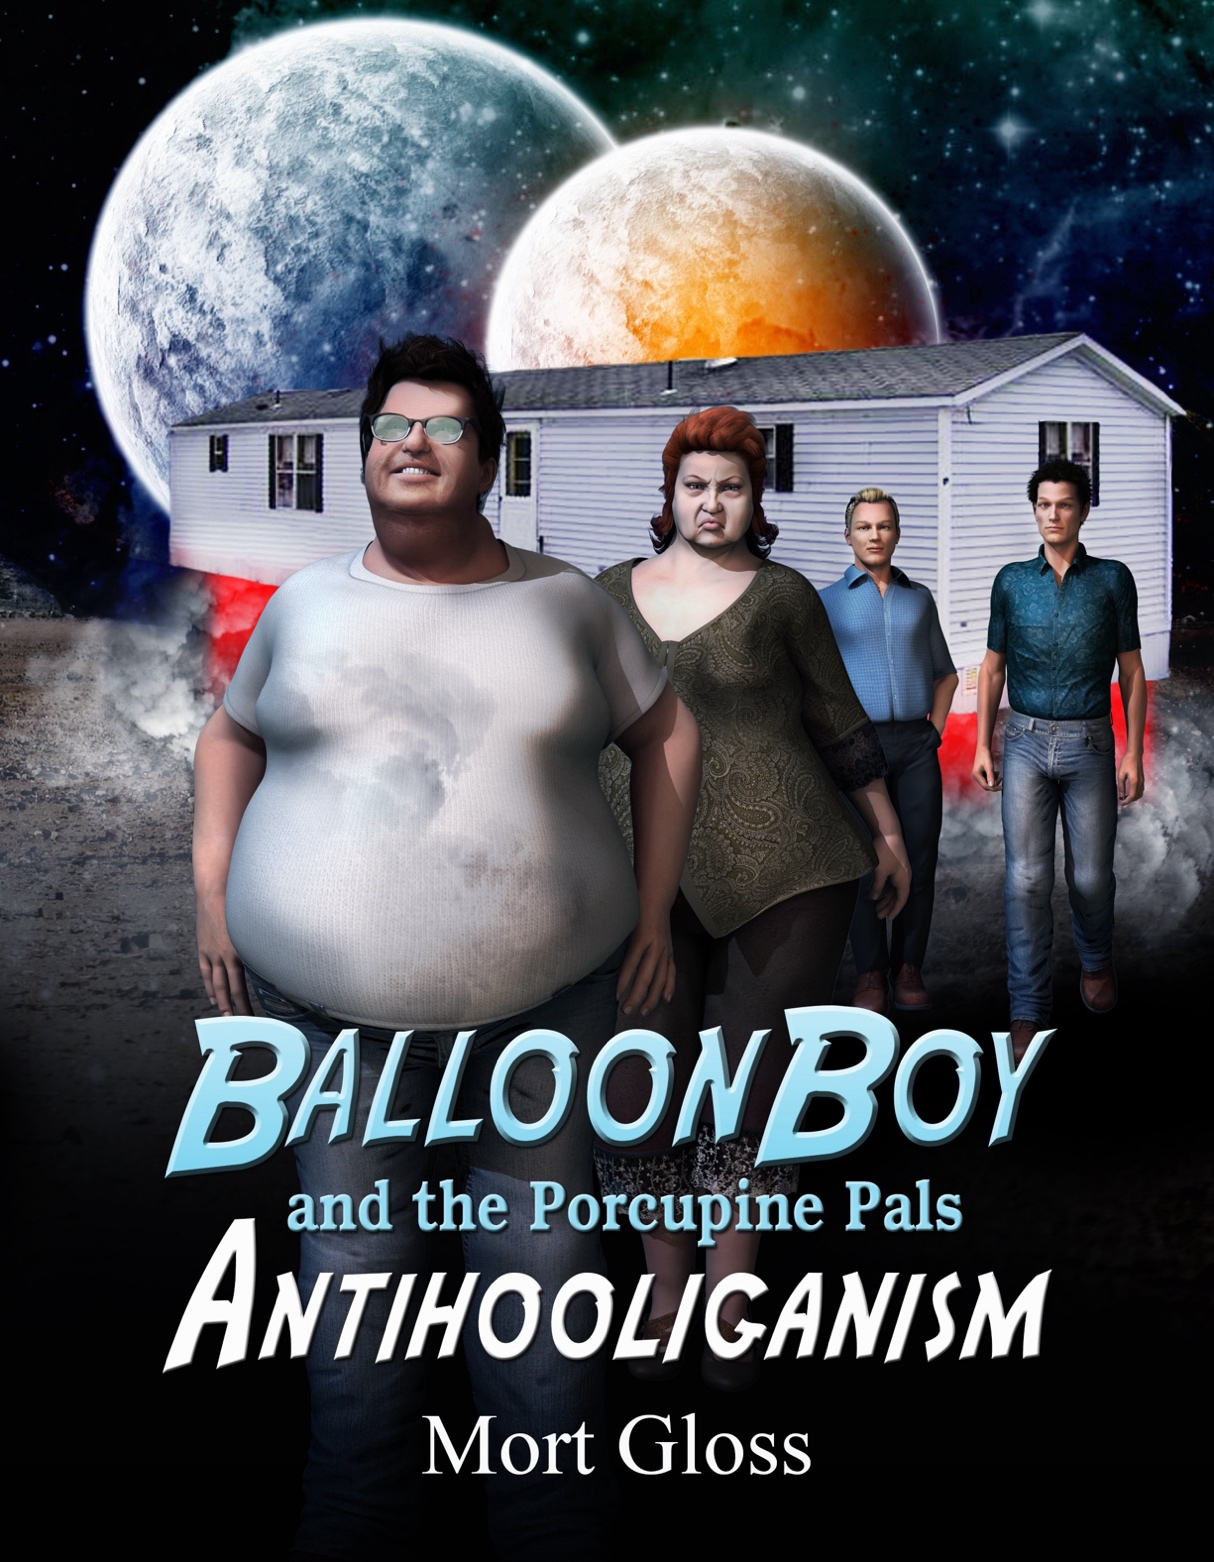 BALLOONBOY
and the Porcupine Pals
ANTIHOOLIGANISM
Mort Gloss